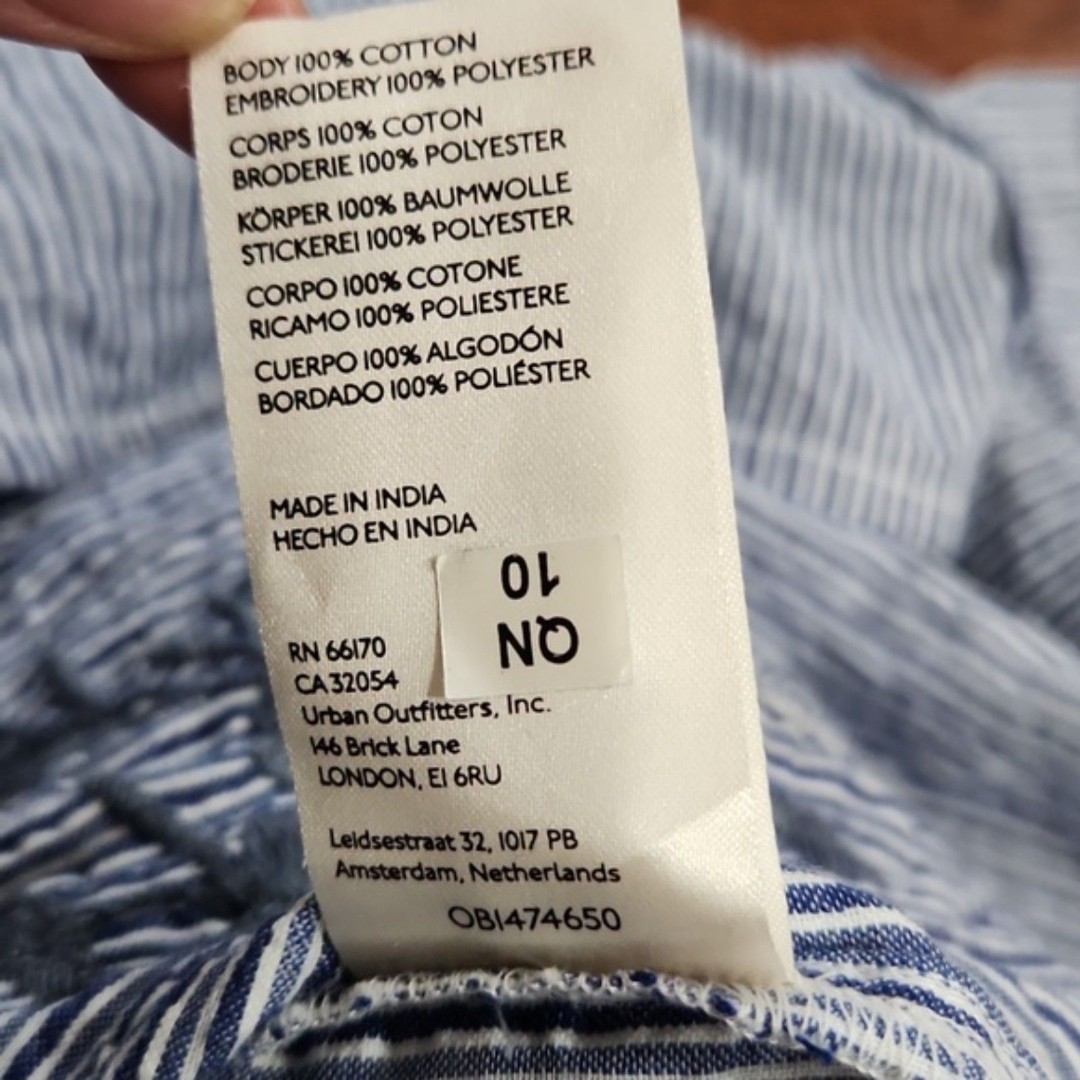 BODY 100% COTTON
EMBROIDERY 100% POLYESTER
CORPS 100% COTON
BRODERIE 100% POLYESTER
KÖRPER 100% BAUMWOLLE
STICKEREI 100% POLYESTER
CORPO 100% COTONE
RICAMO 100% POLIESTERE
CUERPO 100% ALGODÓN
BORDADO 100% POLIÉSTER
MADE IN INDIA
HECHO EN INDIA
QN
10
RN 66170
CA 32054
Urban Outfitters, Inc.
146 Brick Lane
LONDON, E1 6RU
Leidsestraat 32, 1017 PB
Amsterdam, Netherlands
OB1474650